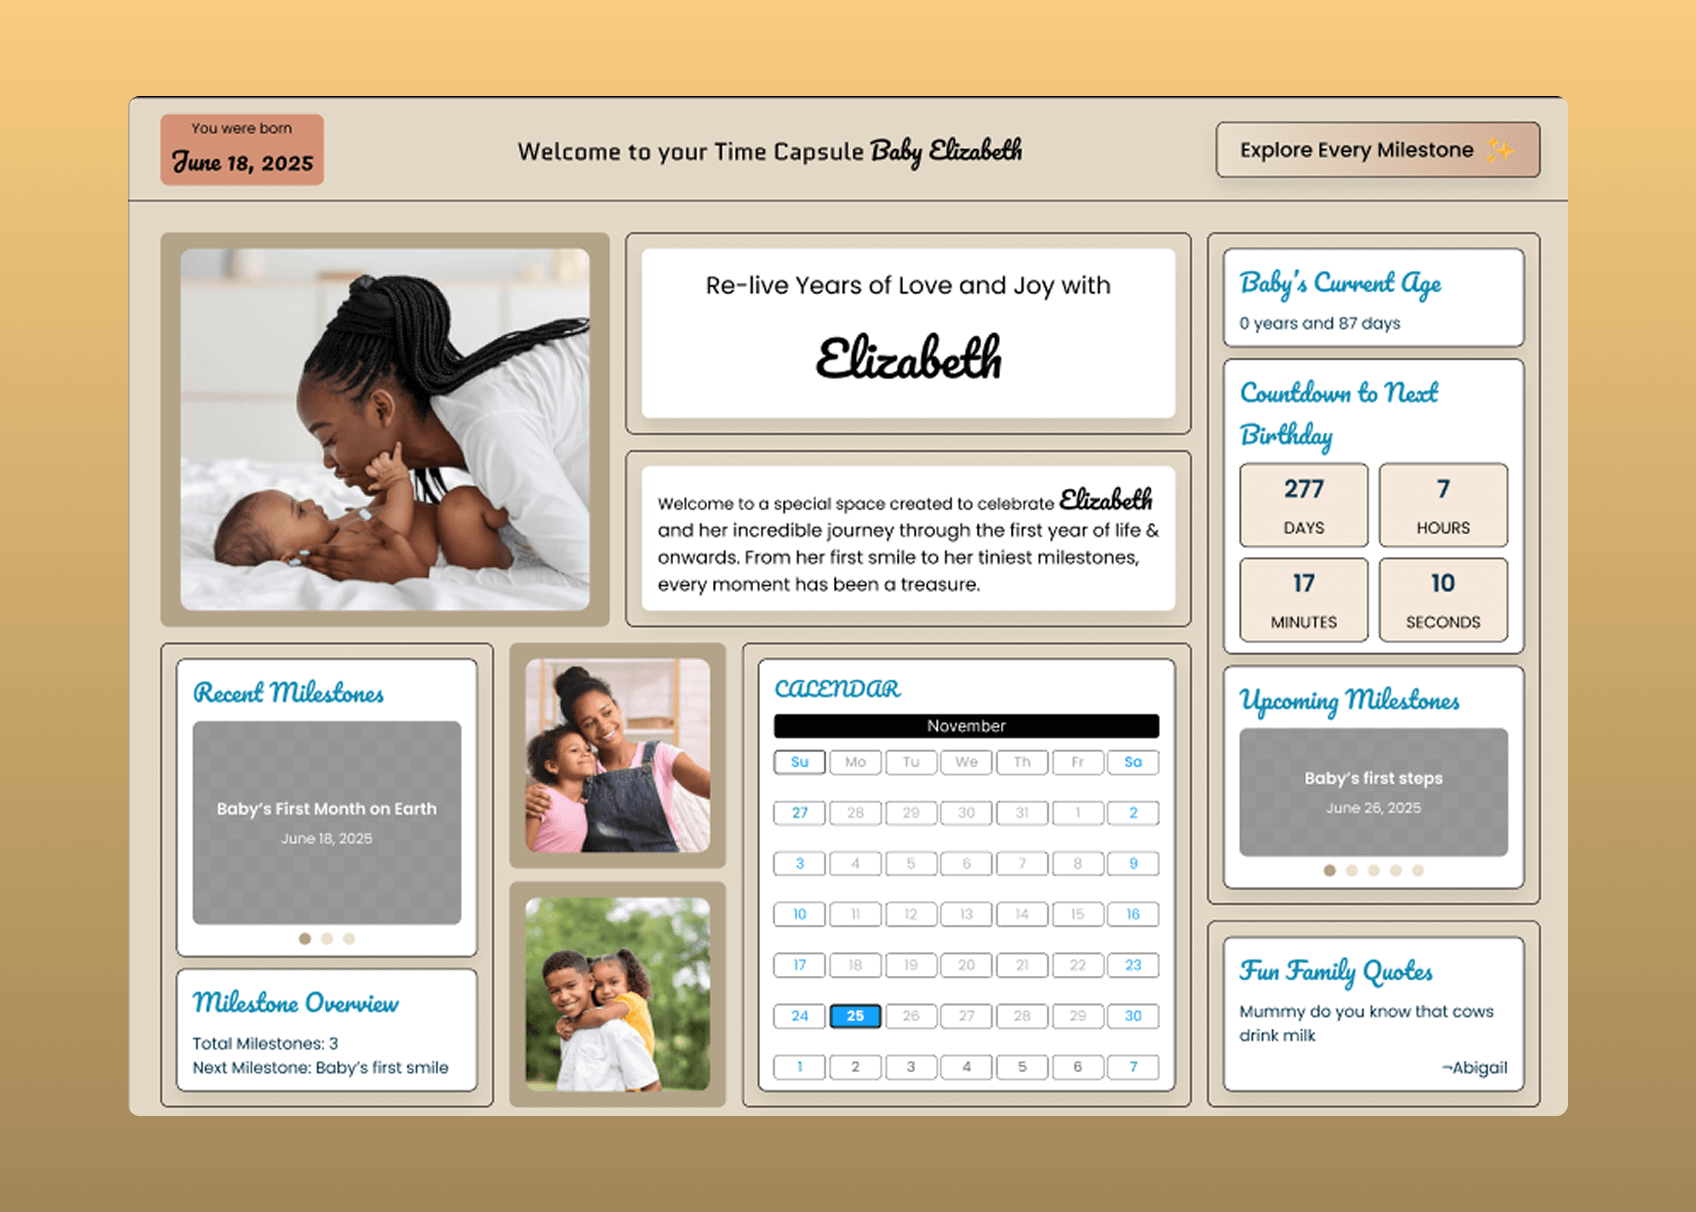 You were born
June 18, 2025
Welcome to your Time Capsule Baby Elizabeth
Explore Every Milestone
Re-live Years of Love and Joy with
Elizabeth
Welcome to a special space created to celebrate Elizabeth
and her incredible journey through the first year of life &
onwards. From her first smile to her tiniest milestones,
every moment has been a treasure.
Baby's Current Age
0 years and 87 days
Countdown to Next
Birthday
277
DAYS
7
HOURS
17
MINUTES
10
SECONDS
Upcoming Milestones
Baby's first steps
June 26, 2025
Recent Milestones
Baby's First Month on Earth
June 18, 2025
Milestone Overview
Total Milestones: 3
Next Milestone: Baby's first smile
CALENDAR
November
Su Mo Tu We Th Fr Sa
27 28 29 30 31 1 2
3 4 5 6 7 8 9
10 11 12 13 14 15 16
17 18 19 20 21 22 23
24 25 26 27 28 29 30
1 2 3 4 5 6 7
Fun Family Quotes
Mummy do you know that cows
drink milk
~Abigail